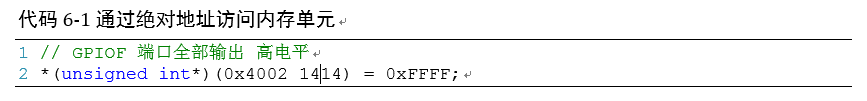 代码 6-1 通过绝对地址访问内存单元
1 // GPIOF 端口全部输出 高电平
2 *(unsigned int*)(0x4002 1414) = 0xFFFF;